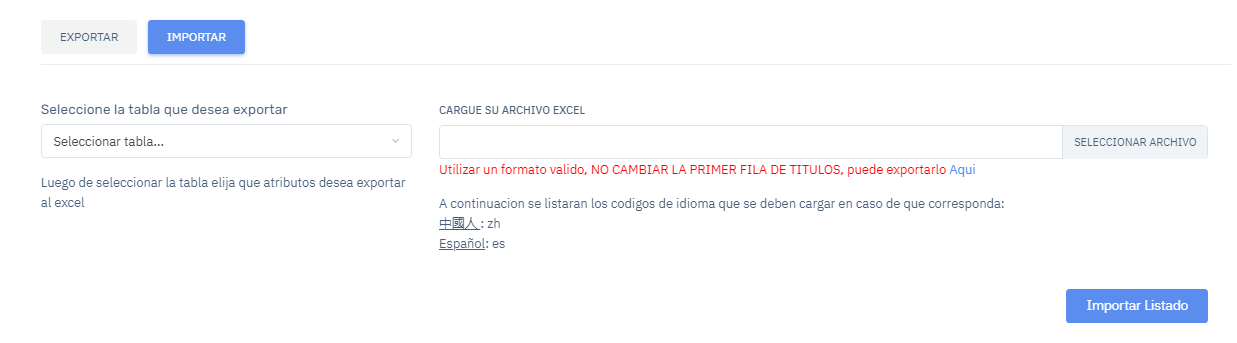 EXPORTAR
IMPORTAR
Seleccione la tabla que desea exportar
Seleccionar tabla...
Luego de seleccionar la tabla elija que atributos desea exportar
al excel
CARGUE SU ARCHIVO EXCEL
SELECCIONAR ARCHIVO
Utilizar un formato valido, NO CAMBIAR LA PRIMER FILA DE TITULOS, puede exportarlo Aqui
A continuacion se listaran los codigos de idioma que se deben cargar en caso de que corresponda:
中國人 : zh
Español: es
Importar Listado